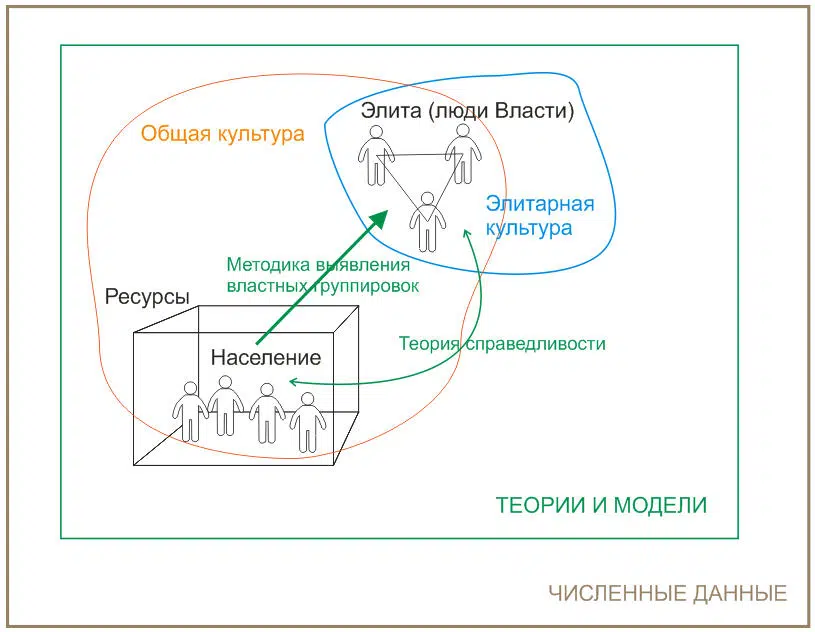 Элита (люди Власти)
Общая культура
Элитарная
культура
Методика выявления
властных группировок
Ресурсы
Теория справедливости
Население
ТЕОРИИ И МОДЕЛИ
ЧИСЛЕННЫЕ ДАННЫЕ